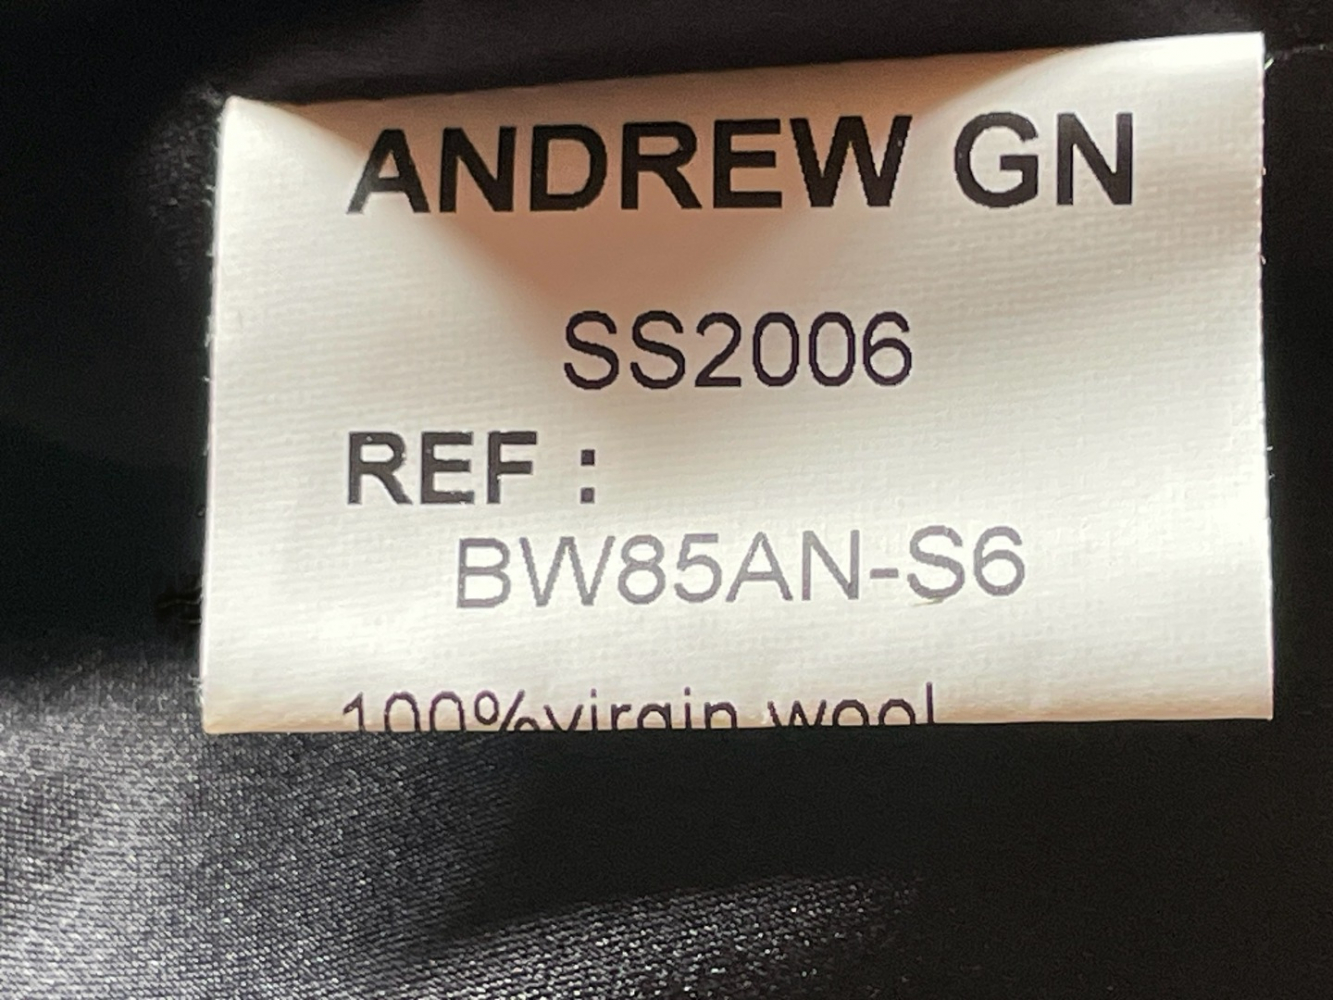 ANDREW GN
SS2006
REF :
BW85AN-S6
100%virgin wool